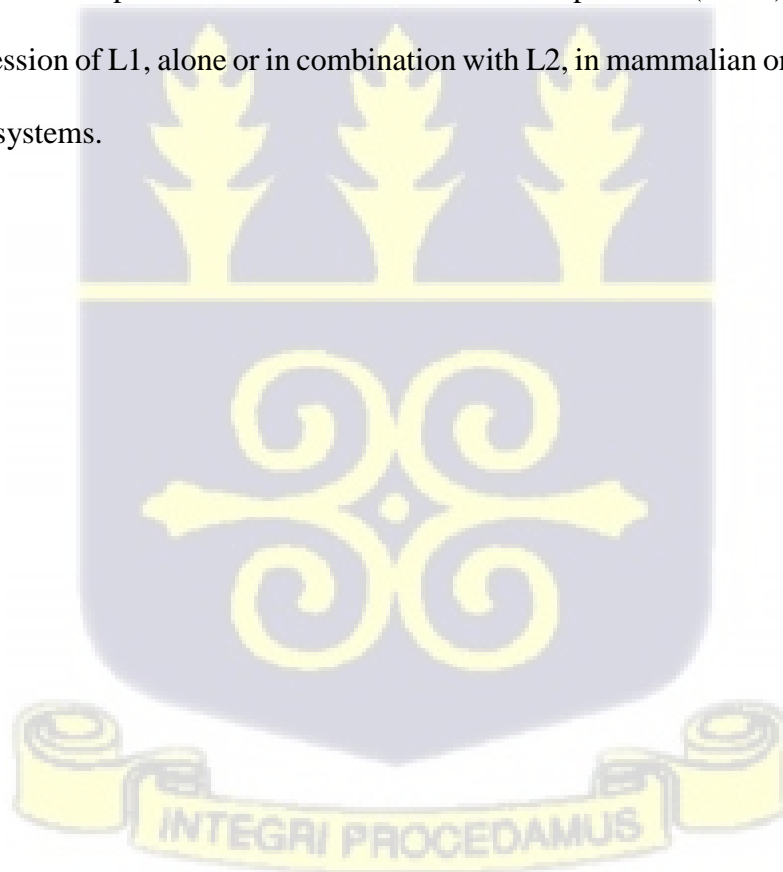 ession of L1, alone or in combination with L2, in mammalian or
systems.
INTEGRI PROCEDAMUS